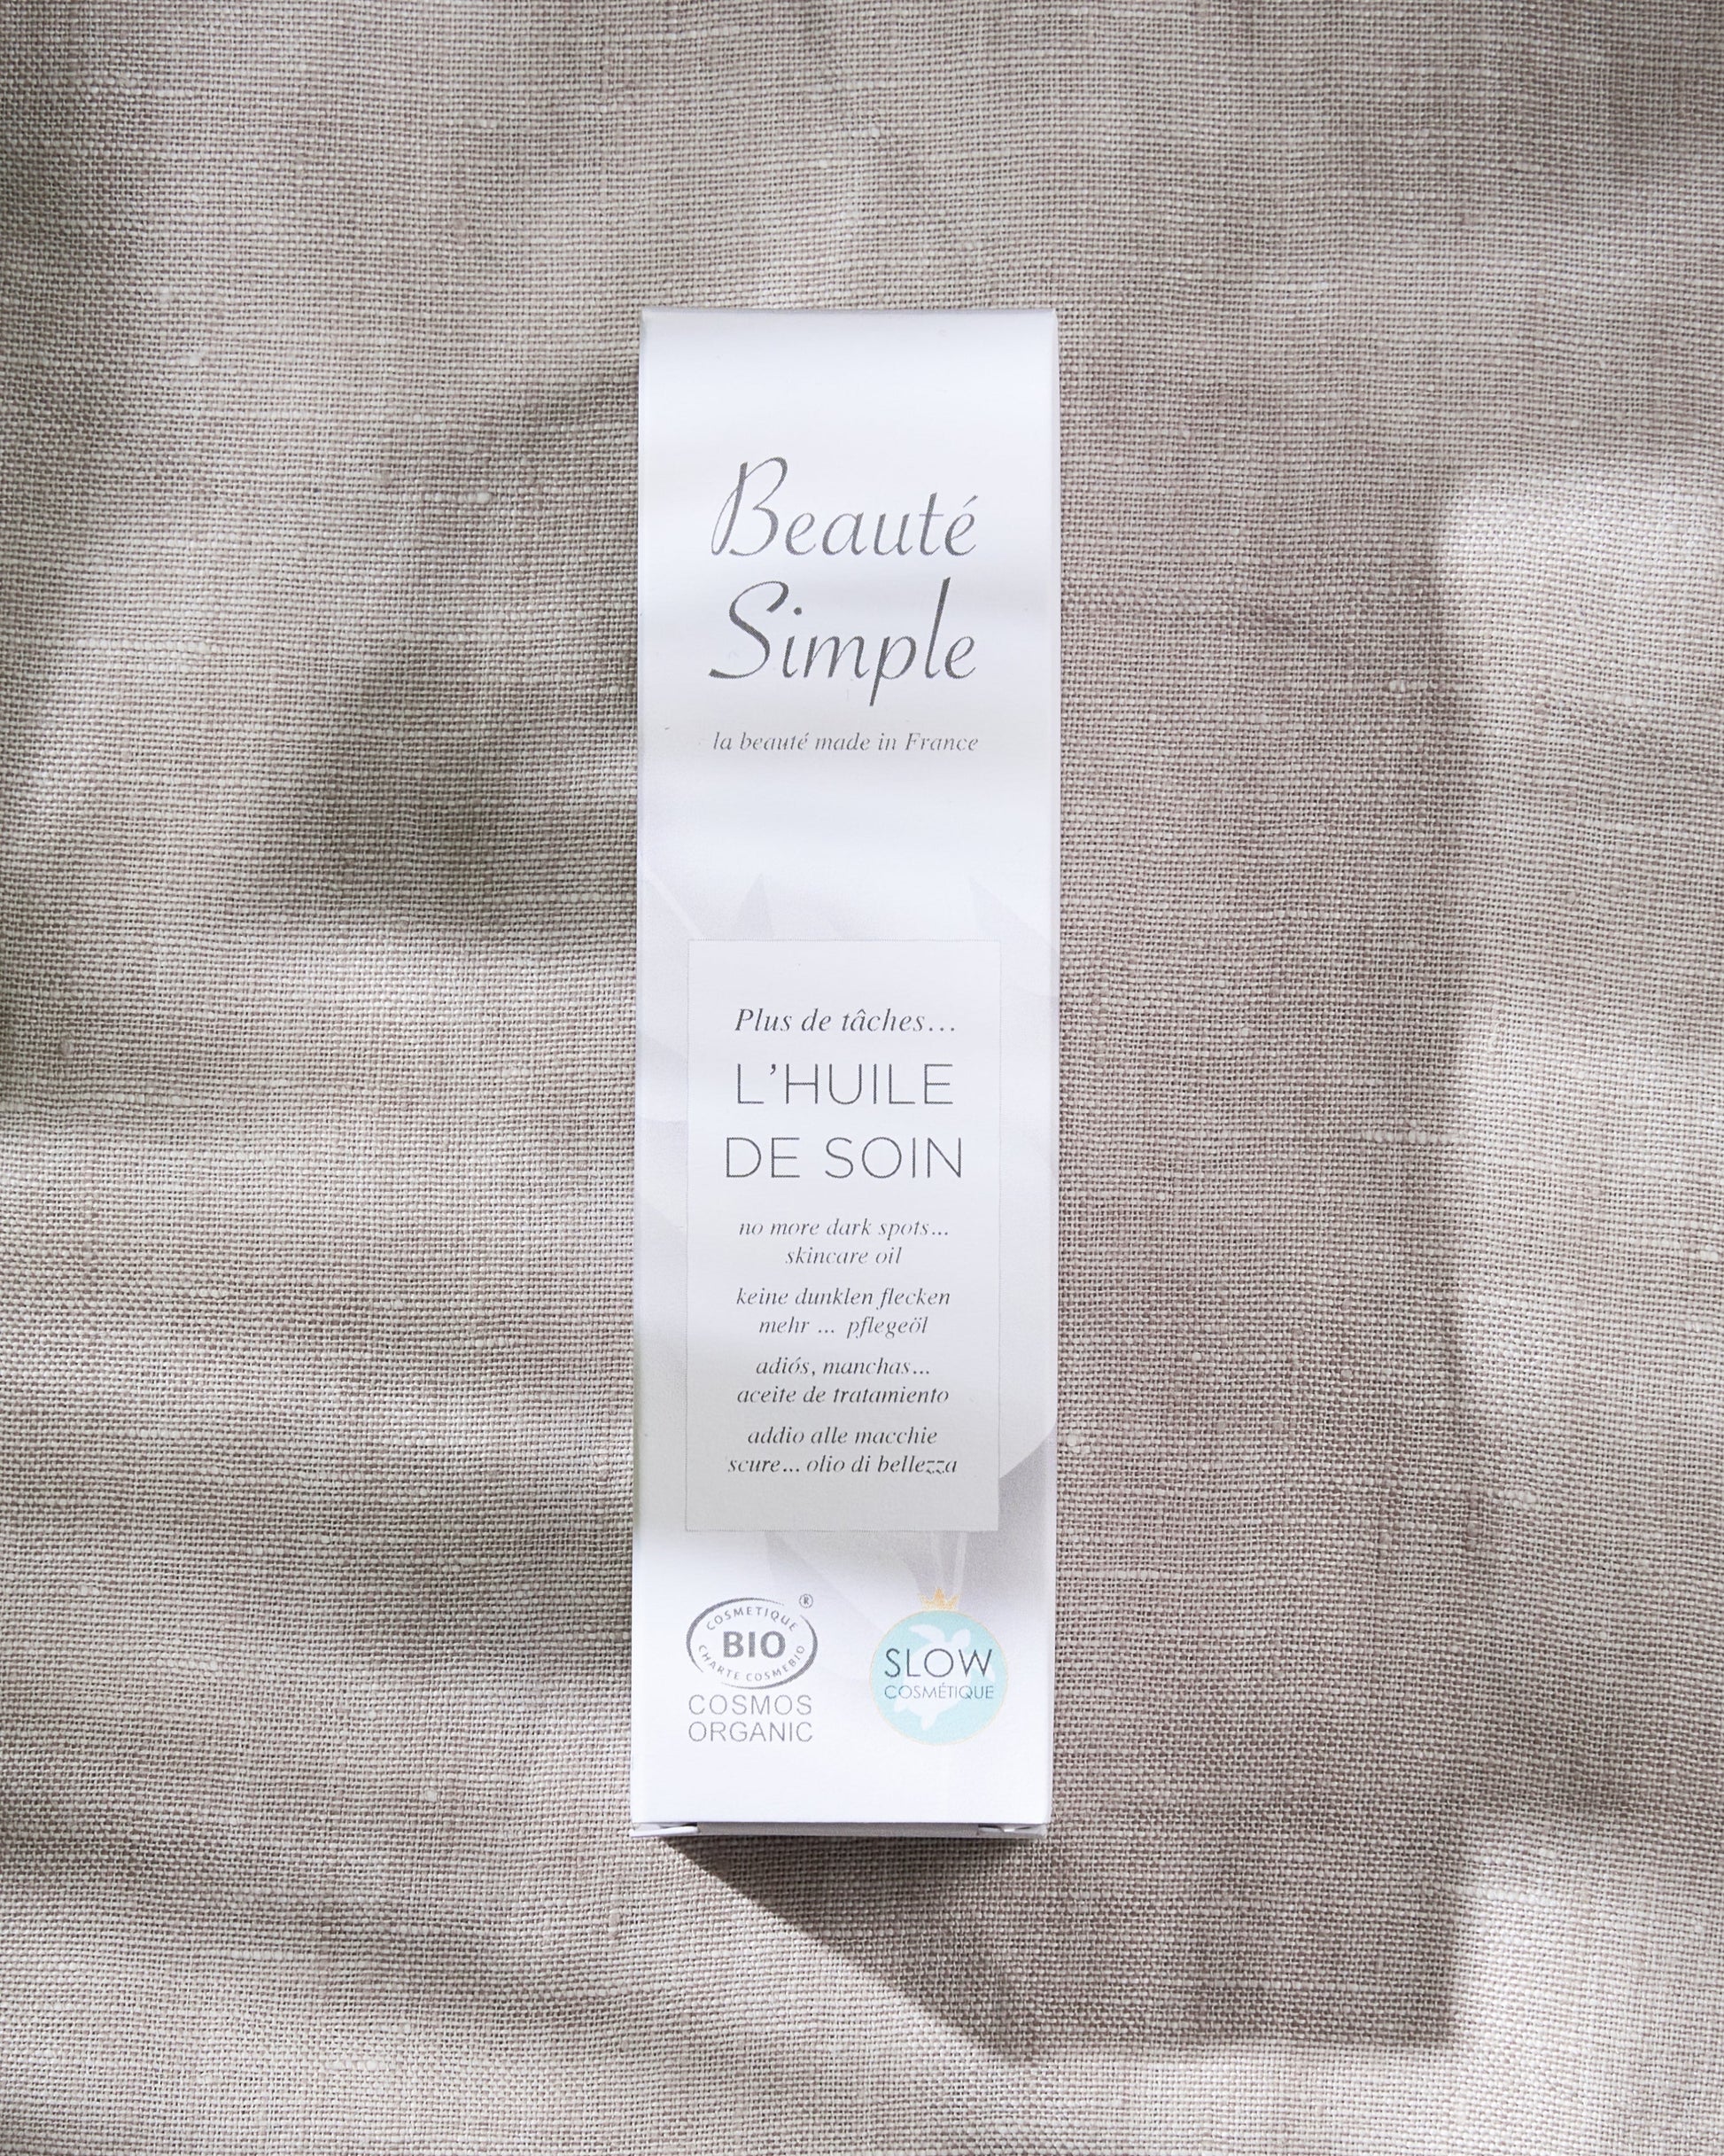 Beauté
Simple
la beauté made in France
Plus de tâches...
L'HUILE
DE SOIN
no more dark spots...
skincare oil
keine dunklen flecken
mehr ... pflegeöl
adiós, manchas...
aceite de tratamiento
addio alle macchie
scure... olio di bellezza
COSMETIQUE
BIO
CHARTE COSMEBIO
®
COSMOS
ORGANIC
SLOW
COSMÉTIQUE